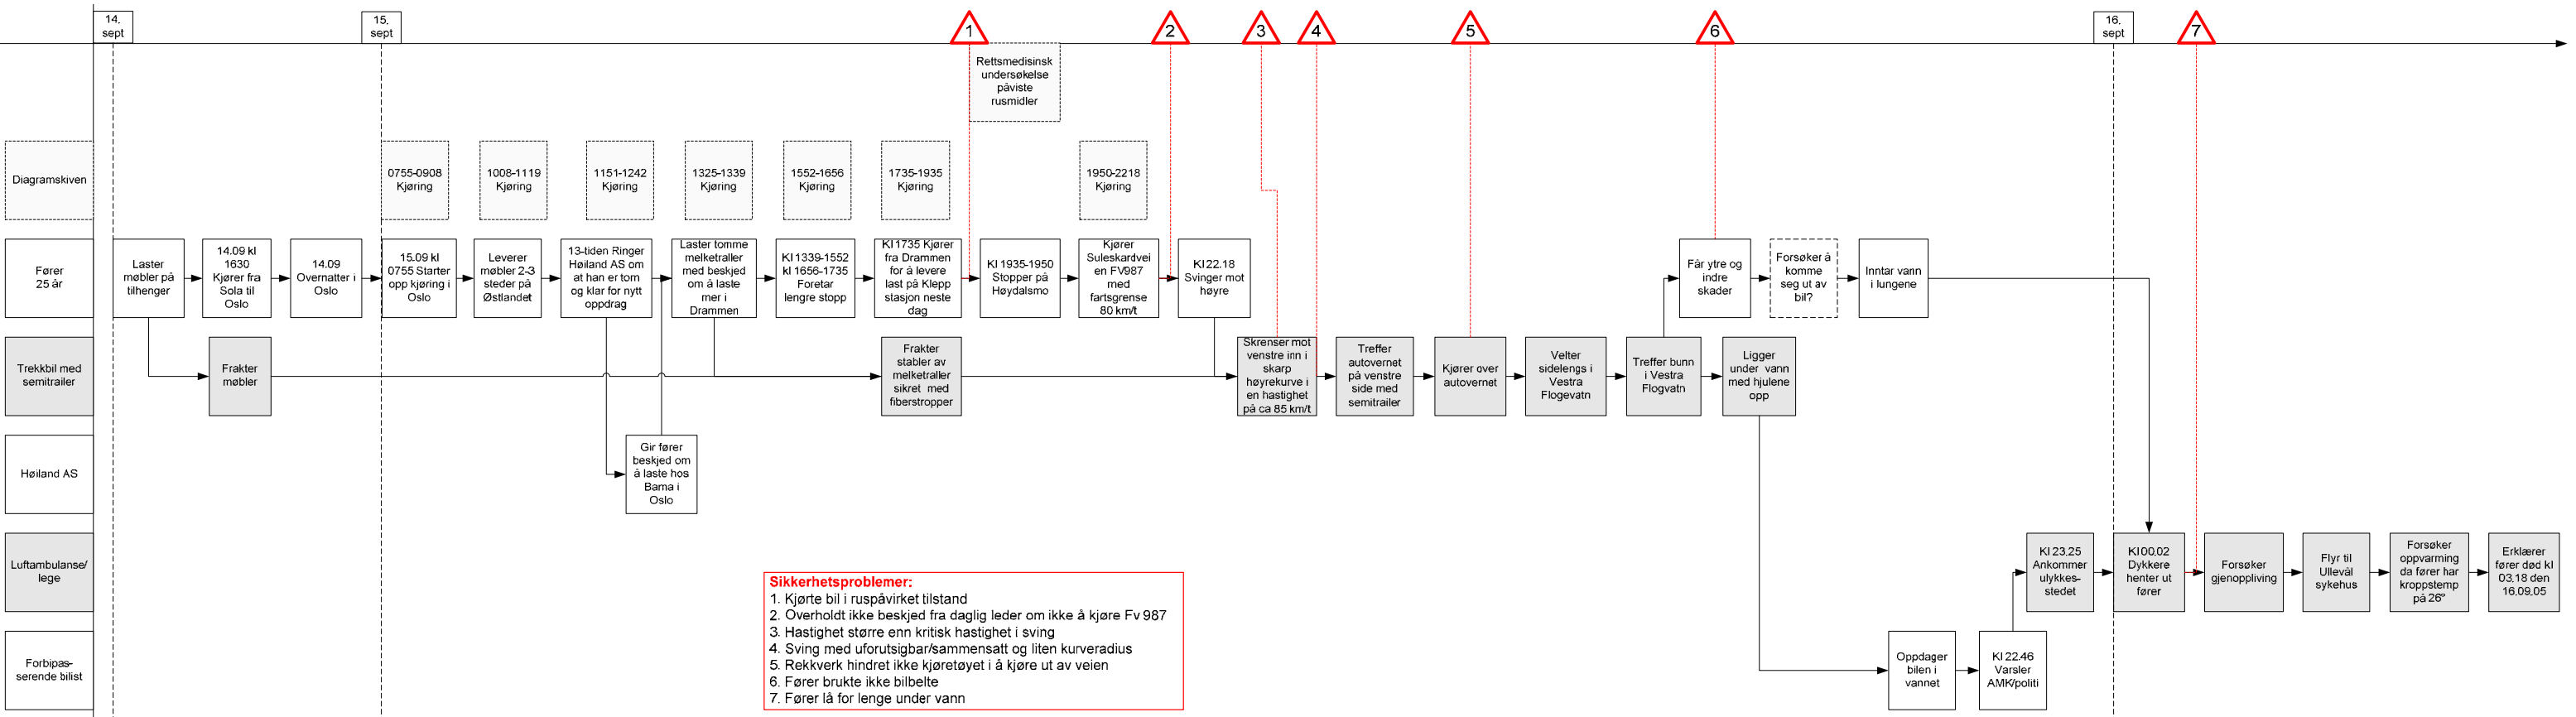 14.
sept
15.
sept
1
2
3
4
5
6
16.
sept
7
Rettsmedisinsk
undersøkelse
påviste
rusmidler
Diagramskiven
0755-0908
Kjøring
1008-1119
Kjøring
1151-1242
Kjøring
1325-1339
Kjøring
1552-1656
Kjøring
1735-1935
Kjøring
1950-2218
Kjøring
Fører
25 år
Laster
møbler på
tilhenger
14.09 kl
1630
Kjører fra
Sola til
Oslo
14.09
Overnatter i
Oslo
15.09 kl
0755 Starter
opp kjøring i
Oslo
Leverer
møbler 2-3
steder på
Østlandet
13-tiden Ringer
Høiland AS om
at han er tom
og klar for nytt
oppdrag
Laster tomme
melketraller
med beskjed
om å laste
mer i
Drammen
Kl 1339-1552
kl 1656-1735
Foretar
lengre stopp
Kl 1735 Kjører
fra Drammen
for å levere
last på Klepp
stasjon neste
dag
Kl 1935-1950
Stopper på
Høydalsmo
Kjører
Suleskardvei
en FV987
med
fartsgrense
80 km/t
Kl 22.18
Svinger mot
høyre
Får ytre og
indre
skader
Forsøker å
komme
seg ut av
bil?
Inntar vann
i lungene
Trekkbil med
semitrailer
Frakter
møbler
Frakter
stabler av
melketraller
sikret med
fiberstropper
Skrenser mot
venstre inn i
skarp
høyrekurve i
en hastighet
på ca 85 km/t
Treffer
autovernet
på venstre
side med
semitrailer
Kjører over
autovernet
Velter
sidelengs i
Vestra
Flogevatn
Treffer bunn
i Vestra
Flogvatn
Ligger
under vann
med hjulene
opp
Høiland AS
Gir fører
beskjed om
å laste hos
Bama i
Oslo
Luftambulanse/
lege
Kl 23.25
Ankommer
ulykkes-
stedet
Kl 00.02
Dykkere
henter ut
fører
Forsøker
gjenoppliving
Flyr til
Ullevål
sykehus
Forsøker
oppvarming
da fører har
kroppstemp
på 26°
Erklærer
fører død kl
03.18 den
16.09.05
Forbipas-
serende bilist
Oppdager
bilen i
vannet
Kl 22.46
Varsler
AMK/politi
Sikkerhetsproblemer:
1. Kjørte bil i ruspåvirket tilstand
2. Overholdt ikke beskjed fra daglig leder om ikke å kjøre Fv 987
3. Hastighet større enn kritisk hastighet i sving
4. Sving med uforutsigbar/sammensatt og liten kurveradius
5. Rekkverk hindret ikke kjøretøyet i å kjøre ut av veien
6. Fører brukte ikke bilbelte
7. Fører lå for lenge under vann